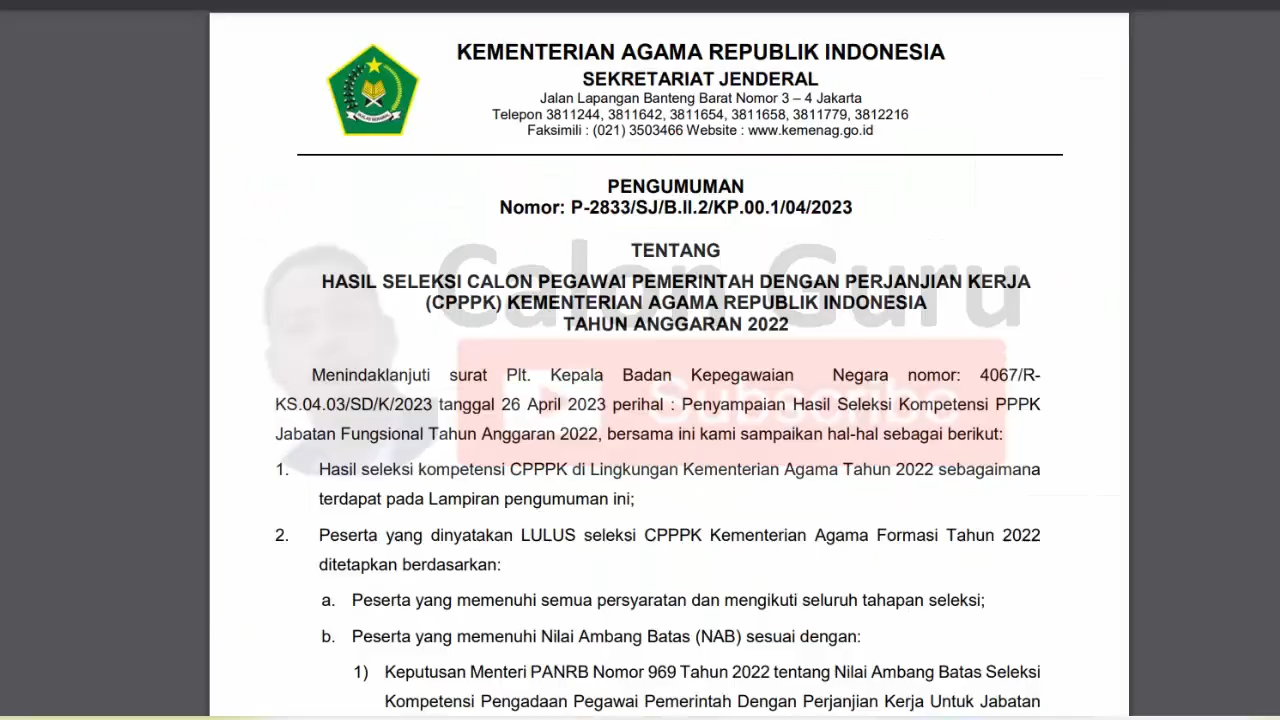 KEMENTERIAN AGAMA REPUBLIK INDONESIA
SEKRETARIAT JENDERAL
Jalan Lapangan Banteng Barat Nomor 3 – 4 Jakarta
Telepon 3811244, 3811642, 3811654, 3811658, 3811779, 3812216
Faksimili : (021) 3503466 Website : www.kemenag.go.id
PENGUMUMAN
Nomor: P-2833/SJ/B.II.2/KP.00.1/04/2023
TENTANG
Calon Guru
HASIL SELEKSI CALON PEGAWAI PEMERINTAH DENGAN PERJANJIAN KERJA
(CPPPK) KEMENTERIAN AGAMA REPUBLIK INDONESIA
TAHUN ANGGARAN 2022
Menindaklanjuti surat Plt. Kepala Badan Kepegawaian Negara nomor: 4067/R-
KS.04.03/SD/K/2023 tanggal 26 April 2023 perihal : Penyampaian Hasil Seleksi Kompetensi PPPK
Subscribe
Jabatan Fungsional Tahun Anggaran 2022, bersama ini kami sampaikan hal-hal sebagai berikut:
1. Hasil seleksi kompetensi CPPPK di Lingkungan Kementerian Agama Tahun 2022 sebagaimana
terdapat pada Lampiran pengumuman ini;
2. Peserta yang dinyatakan LULUS seleksi CPPPK Kementerian Agama Formasi Tahun 2022
ditetapkan berdasarkan:
a. Peserta yang memenuhi semua persyaratan dan mengikuti seluruh tahapan seleksi;
b. Peserta yang memenuhi Nilai Ambang Batas (NAB) sesuai dengan:
1) Keputusan Menteri PANRB Nomor 969 Tahun 2022 tentang Nilai Ambang Batas Seleksi
Kompetensi Pengadaan Pegawai Pemerintah Dengan Perjanjian Kerja Untuk Jabatan